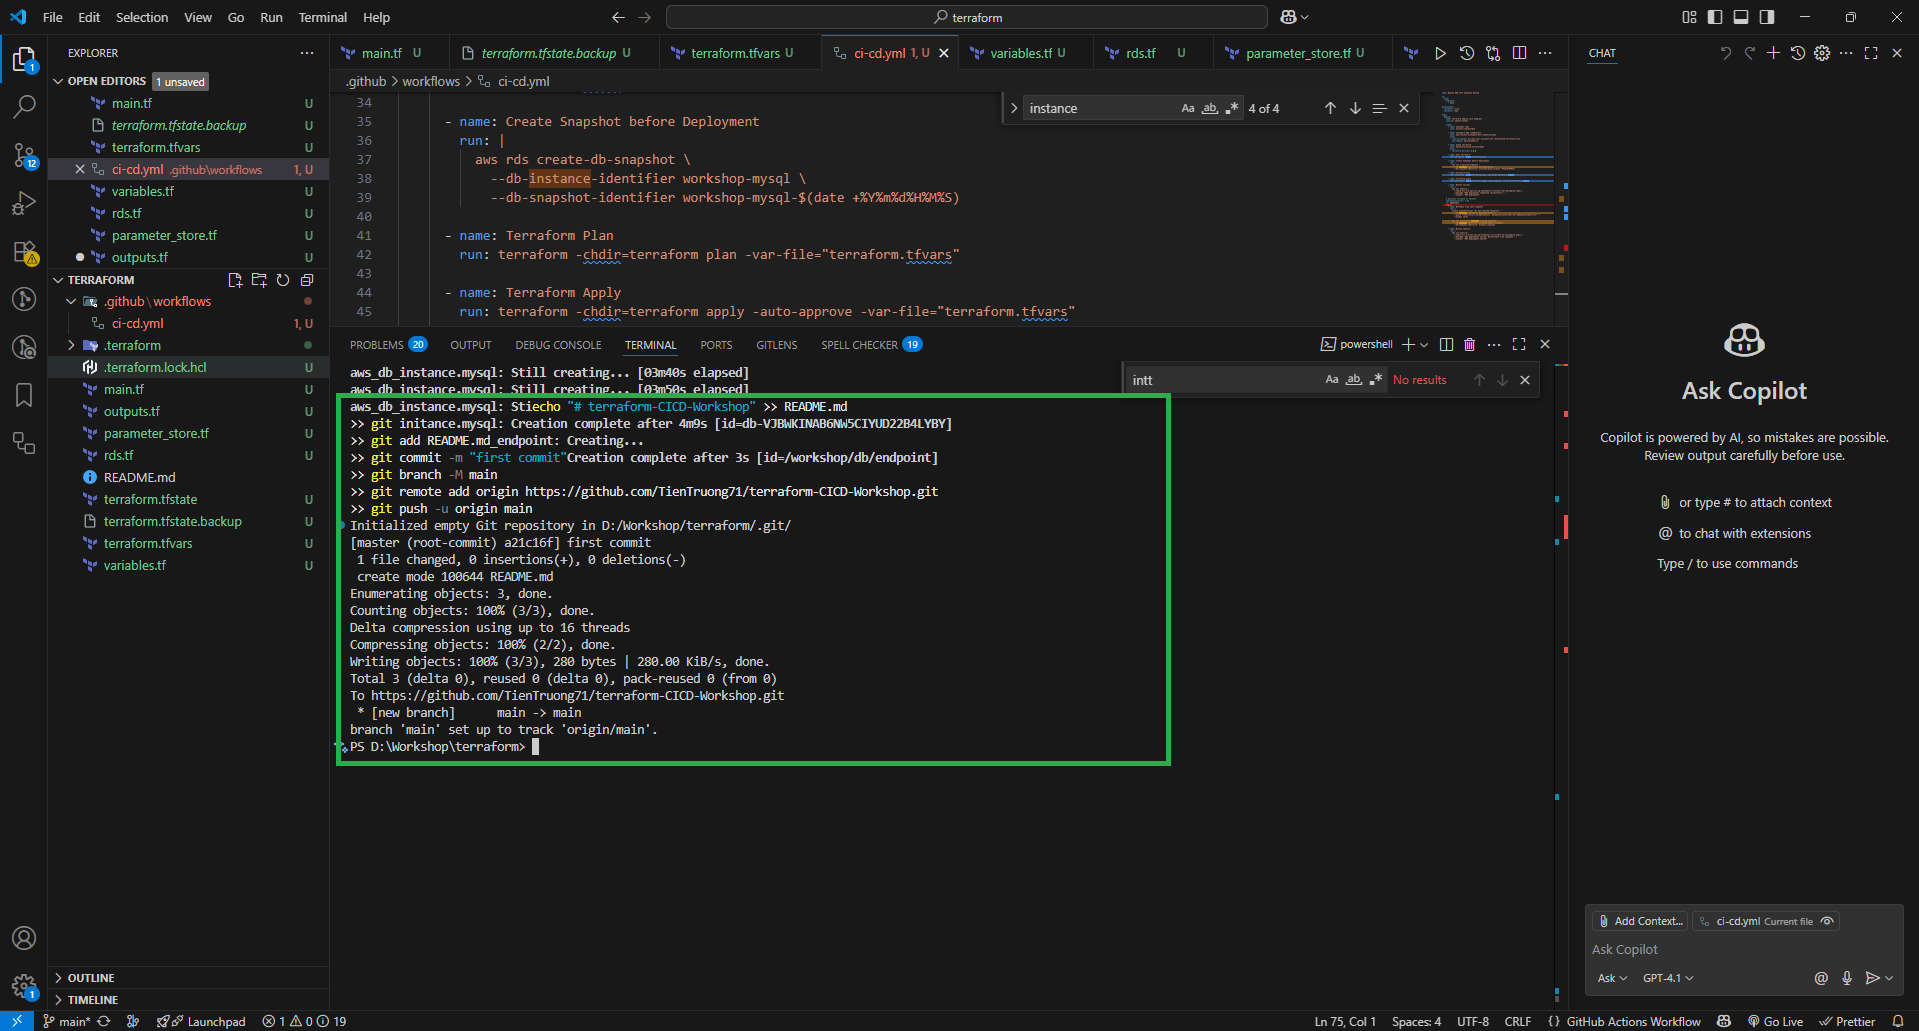 File Edit Selection View Go Run Terminal Help
terraform
EXPLORER
OPEN EDITORS 1 unsaved
main.tf U
terraform.tfstate.backup U
terraform.tfvars U
ci-cd.yml .github\workflows 1, U
variables.tf U
rds.tf U
parameter_store.tf U
outputs.tf U
TERRAFORM
.github\workflows
ci-cd.yml 1, U
.terraform
.terraform.lock.hcl U
main.tf U
outputs.tf U
parameter_store.tf U
rds.tf U
README.md
terraform.tfstate U
terraform.tfstate.backup U
terraform.tfvars U
variables.tf U
OUTLINE
TIMELINE
1
12
1
main.tf U
terraform.tfstate.backup U
terraform.tfvars U
ci-cd.yml 1, U
variables.tf U
rds.tf U
parameter_store.tf U
.github > workflows > ci-cd.yml
instance Aa ab 4 of 4
34
35 - name: Create Snapshot before Deployment
36 run: |
37 aws rds create-db-snapshot \
38 --db-instance-identifier workshop-mysql \
39 --db-snapshot-identifier workshop-mysql-$(date +%Y%m%d%H%M%S)
40
41 - name: Terraform Plan
42 run: terraform -chdir=terraform plan -var-file="terraform.tfvars"
43
44 - name: Terraform Apply
45 run: terraform -chdir=terraform apply -auto-approve -var-file="terraform.tfvars"
PROBLEMS 20 OUTPUT DEBUG CONSOLE TERMINAL PORTS GITLENS SPELL CHECKER 19
powershell
intt Aa ab No results
aws_db_instance.mysql: Still creating... [03m40s elapsed]
aws_db_instance.mysql: Still creating... [03m50s elapsed]
aws_db_instance.mysql: Stiecho "# terraform-CICD-Workshop" >> README.md
>> git initance.mysql: Creation complete after 4m9s [id=db-VJBWKINAB6NW5CIYUD22B4LYBY]
>> git add README.md_endpoint: Creating...
>> git commit -m "first commit"Creation complete after 3s [id=/workshop/db/endpoint]
>> git branch -M main
>> git remote add origin https://github.com/TienTruong71/terraform-CICD-Workshop.git
>> git push -u origin main
Initialized empty Git repository in D:/Workshop/terraform/.git/
[master (root-commit) a21c16f] first commit
1 file changed, 0 insertions(+), 0 deletions(-)
create mode 100644 README.md
Enumerating objects: 3, done.
Counting objects: 100% (3/3), done.
Delta compression using up to 16 threads
Compressing objects: 100% (2/2), done.
Writing objects: 100% (3/3), 280 bytes | 280.00 KiB/s, done.
Total 3 (delta 0), reused 0 (delta 0), pack-reused 0 (from 0)
To https://github.com/TienTruong71/terraform-CICD-Workshop.git
* [new branch] main -> main
branch 'main' set up to track 'origin/main'.
PS D:\Workshop\terraform>
CHAT
Ask Copilot
Copilot is powered by AI, so mistakes are possible.
Review output carefully before use.
or type # to attach context
@ to chat with extensions
Type / to use commands
Add Context... ci-cd.yml Current file
Ask Copilot
Ask GPT-4.1
main* Launchpad 1 0 19
Ln 75, Col 1 Spaces: 4 UTF-8 CRLF {} GitHub Actions Workflow Go Live Prettier